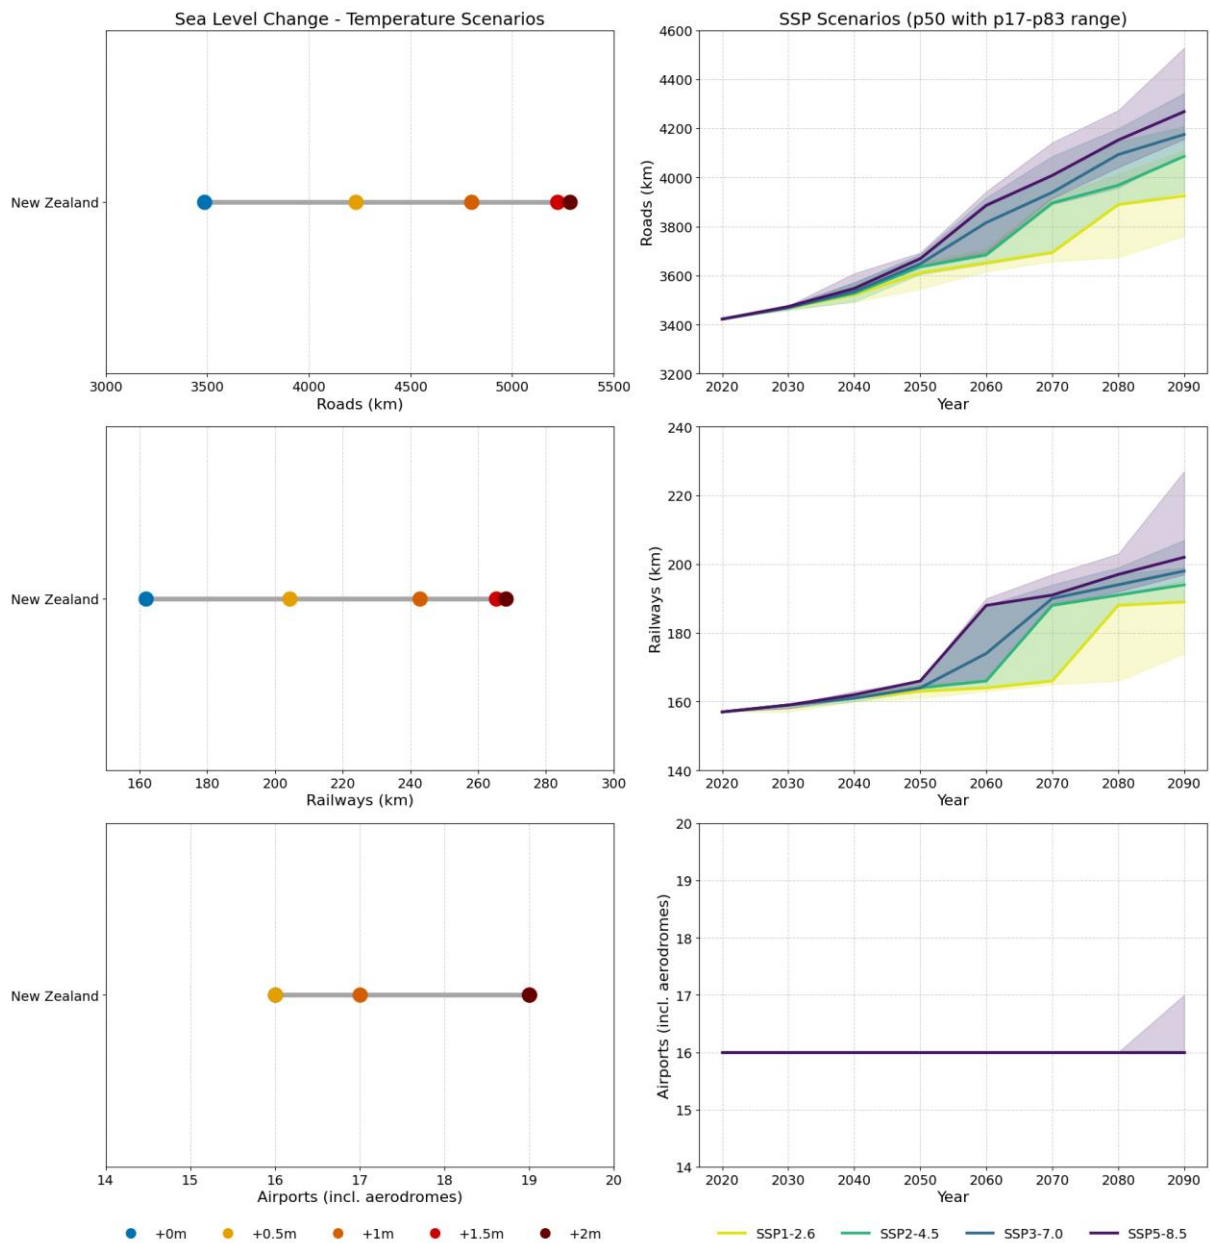 Sea Level Change - Temperature Scenarios
New Zealand
3000 3500 4000 4500 5000 5500
Roads (km)
SSP Scenarios (p50 with p17-p83 range)
4600
4400
4200
4000
3800
3600
3400
3200
Roads (km)
2020 2030 2040 2050 2060 2070 2080 2090
Year
New Zealand
160 180 200 220 240 260 280 300
Railways (km)
240
220
200
180
160
140
Railways (km)
2020 2030 2040 2050 2060 2070 2080 2090
Year
New Zealand
14 15 16 17 18 19 20
Airports (incl. aerodromes)
20
19
18
17
16
15
14
Airports (incl. aerodromes)
2020 2030 2040 2050 2060 2070 2080 2090
Year
+0m +0.5m +1m +1.5m +2m
SSP1-2.6 SSP2-4.5 SSP3-7.0 SSP5-8.5